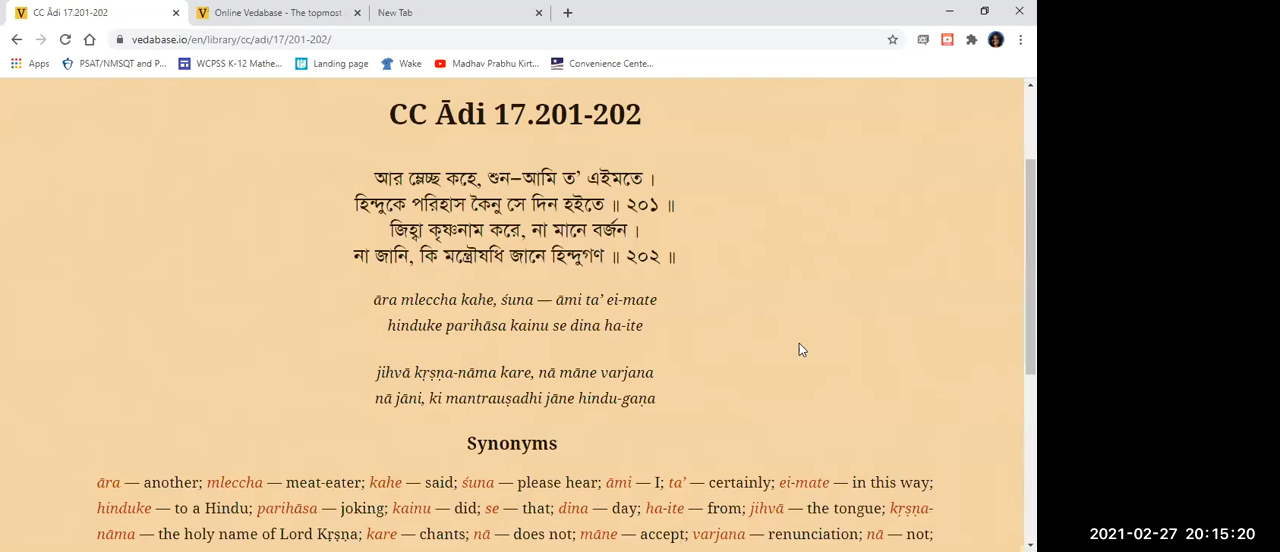 CC Ādi 17.201-202
Online Vedabase - The topmost
New Tab
vedabase.io/en/library/cc/adi/17/201-202/
Apps
PSAT/NMSQT and P...
WCPSS K-12 Mathe...
Landing page
Wake
Madhav Prabhu Kirt...
Convenience Cente...
CC Ādi 17.201-202
আর ম্লেচ্ছ কহে, শুন—আমি ত’ এইমতে ।
হিন্দুকে পরিহাস কৈনু সে দিন হইতে ॥ ২০১ ॥
জিহ্বা কৃষ্ণনাম করে, না মানে বর্জন ।
না জানি, কি মন্ত্রৌষধি জানে হিন্দুগণ ॥ ২০২ ॥
āra mleccha kahe, śuna — āmi ta’ ei-mate
hinduke parihāsa kainu se dina ha-ite
jihvā kṛṣṇa-nāma kare, nā māne varjana
nā jāni, ki mantrauṣadhi jāne hindu-gaṇa
Synonyms
āra — another; mleccha — meat-eater; kahe — said; śuna — please hear; āmi — I; ta’ — certainly; ei-mate — in this way;
hinduke — to a Hindu; parihāsa — joking; kainu — did; se — that; dina — day; ha-ite — from; jihvā — the tongue; kṛṣṇa-
nāma — the holy name of Lord Kṛṣṇa; kare — chants; nā — does not; māne — accept; varjana — renunciation; nā — not;
2021-02-27 20:15:20